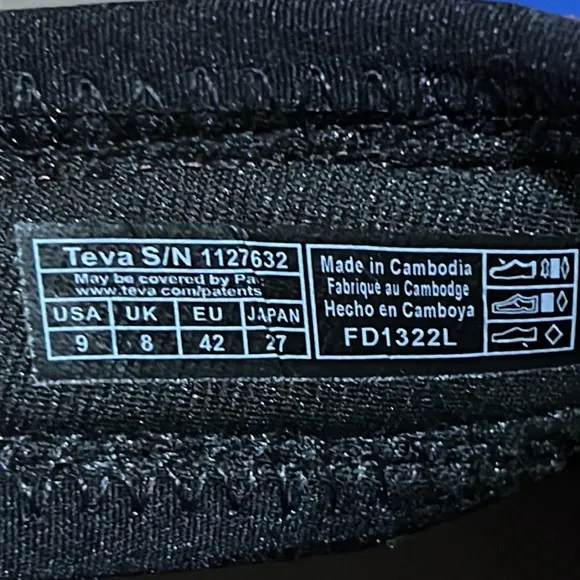 Teva S/N 1127632
May be covered by
www.teva.com/patents
USA UK EU JAPAN
9 8 42 27
Made in Cambodia
Fabriqué au Cambodge
Hecho en Camboya
FD1322L